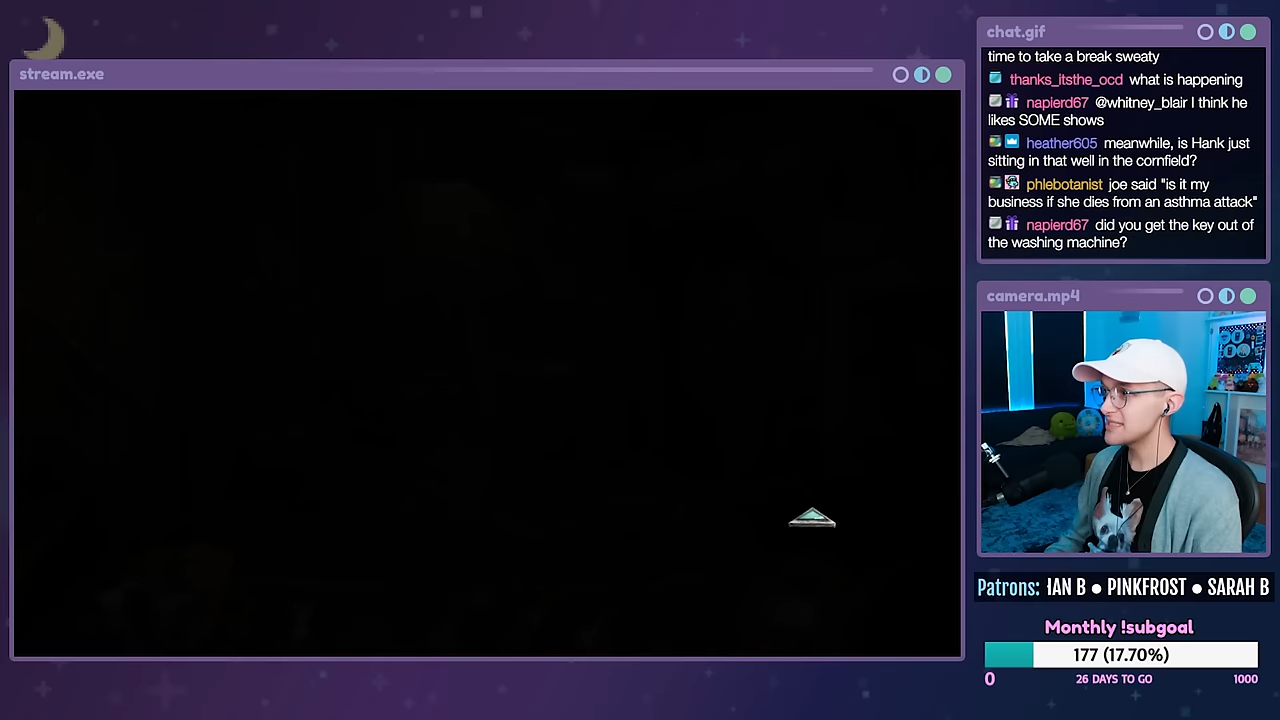 stream.exe
chat.gif
time to take a break sweaty
thanks_itsthe_ocd what is happening
napierd67 @whitney_blair I think he
likes SOME shows
heather605 meanwhile, is Hank just
sitting in that well in the cornfield?
phlebotanist joe said "is it my
business if she dies from an asthma attack"
napierd67 did you get the key out of
the washing machine?
camera.mp4
Patrons: IAN B ● PINKFROST ● SARAH B
Monthly !subgoal
177 (17.70%)
0 26 DAYS TO GO 1000